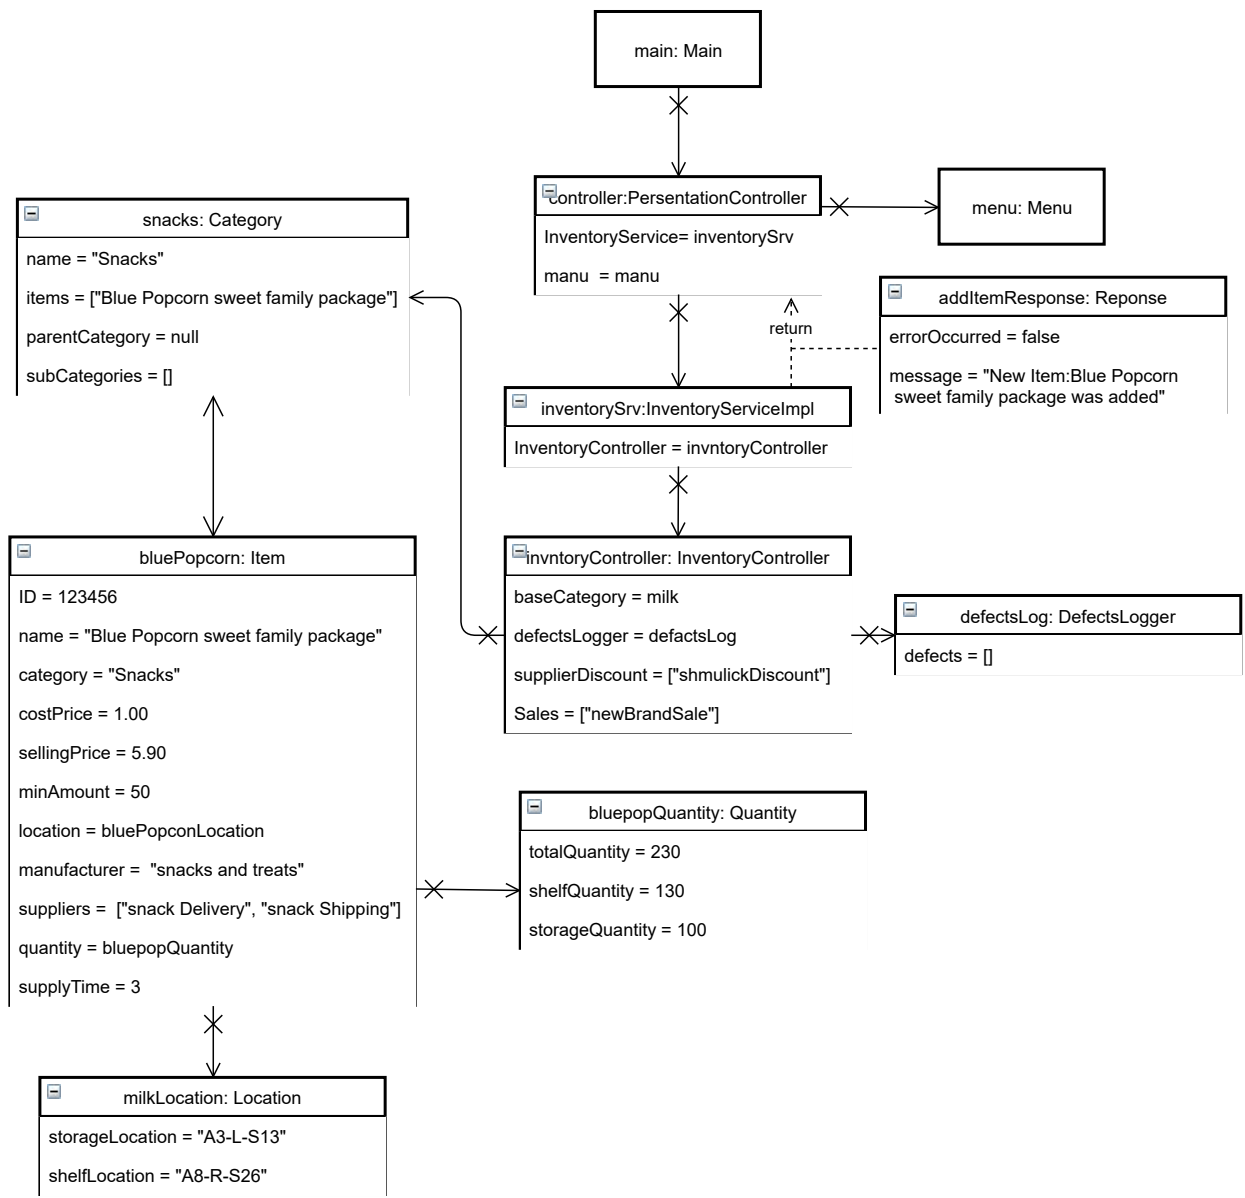 main: Main
controller:PersentationController
InventoryService= inventorySrv
manu  = manu
menu: Menu
snacks: Category
name = "Snacks"
items = ["Blue Popcorn sweet family package"]
parentCategory = null
subCategories = []
addItemResponse: Reponse
errorOccurred = false
message = "New Item:Blue Popcorn
sweet family package was added"
return
inventorySrv:InventoryServiceImpl
InventoryController = invntoryController
bluePopcorn: Item
ID = 123456
name = "Blue Popcorn sweet family package"
category = "Snacks"
costPrice = 1.00
sellingPrice = 5.90
minAmount = 50
location = bluePopconLocation
manufacturer =  "snacks and treats"
suppliers =  ["snack Delivery", "snack Shipping"]
quantity = bluepopQuantity
supplyTime = 3
invntoryController: InventoryController
baseCategory = milk
defectsLogger = defactsLog
supplierDiscount = ["shmulickDiscount"]
Sales = ["newBrandSale"]
defectsLog: DefectsLogger
defects = []
bluepopQuantity: Quantity
totalQuantity = 230
shelfQuantity = 130
storageQuantity = 100
milkLocation: Location
storageLocation = "A3-L-S13"
shelfLocation = "A8-R-S26"